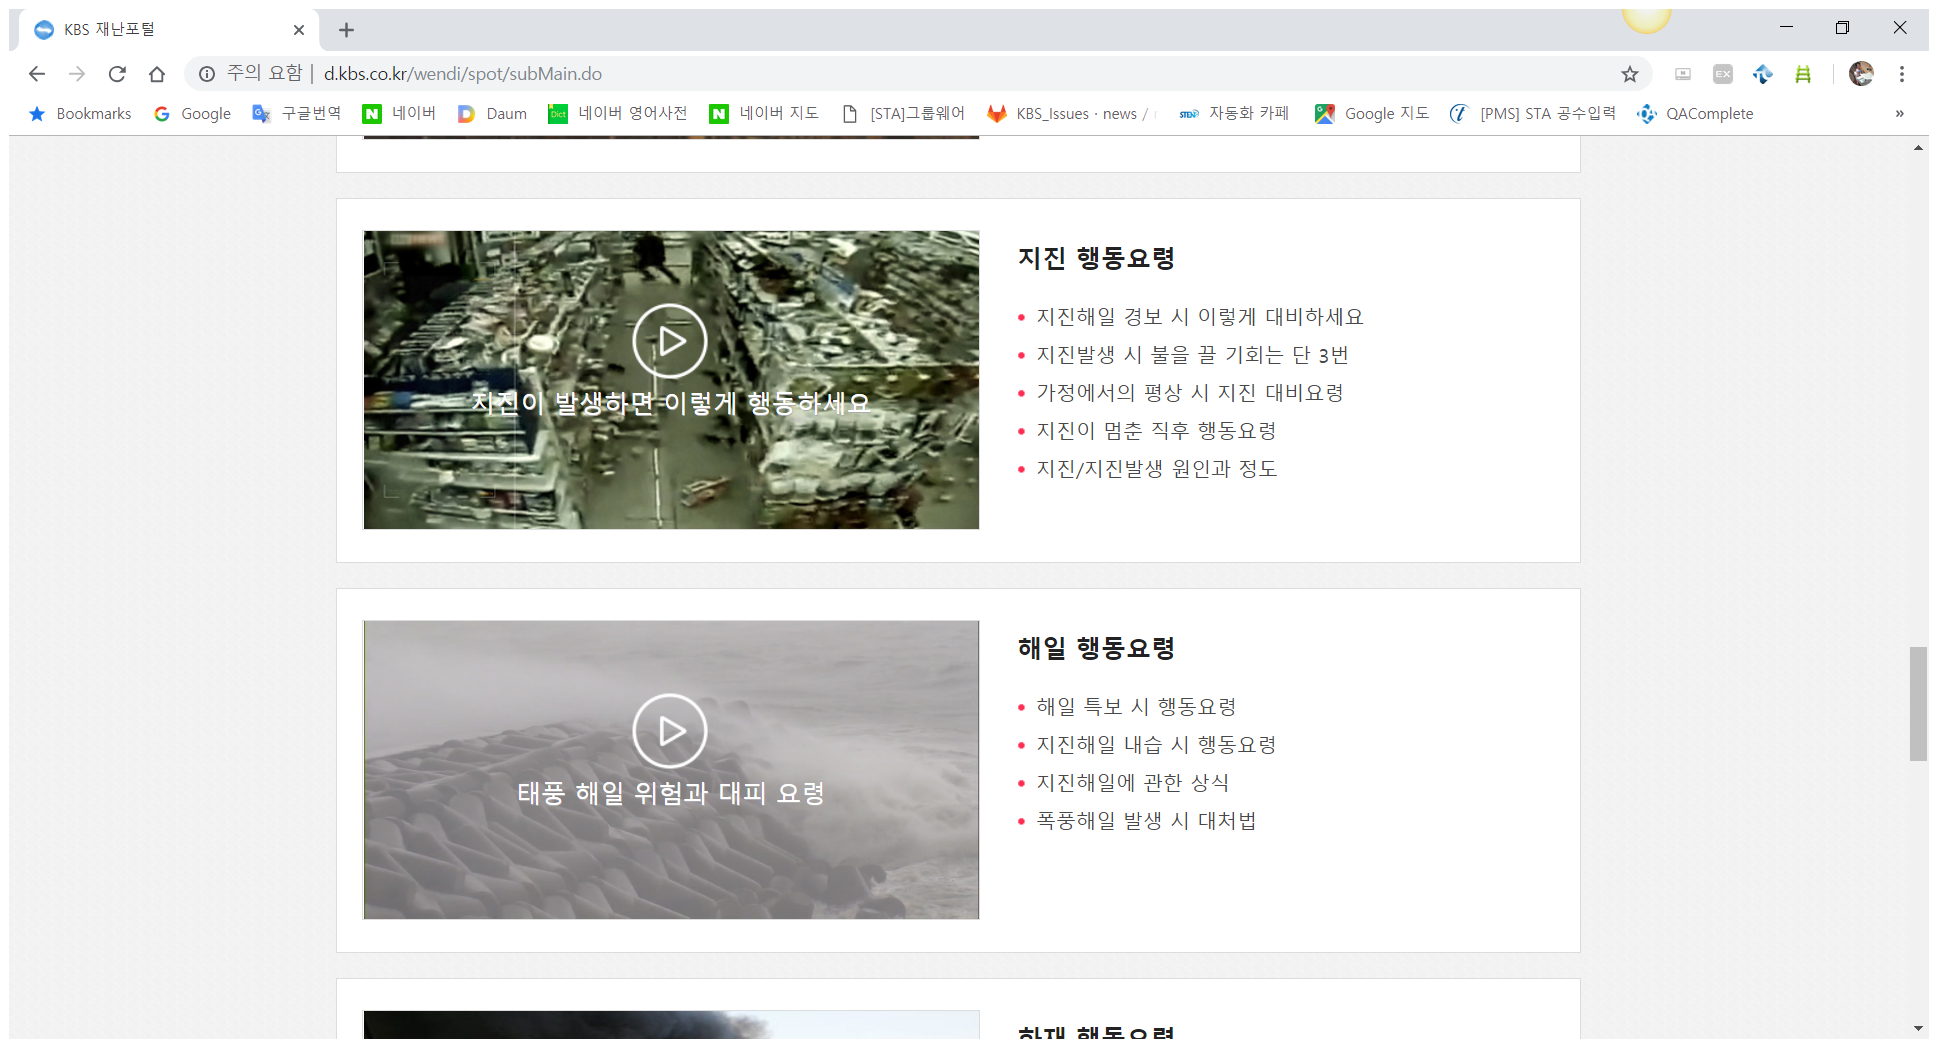 KBS 재난포털
주의 요함 | d.kbs.co.kr/wendi/spot/subMain.do
EX
Bookmarks Google 구글번역 네이버 Daum 네이버 영어사전 네이버 지도 [STA]그룹웨어 KBS_Issues · news / 자동화 카페 Google 지도 [PMS] STA 공수입력 QAComplete »
지진이 발생하면 이렇게 행동하세요
지진 행동요령
지진해일 경보 시 이렇게 대비하세요
지진발생 시 불을 끌 기회는 단 3번
가정에서의 평상 시 지진 대비요령
지진이 멈춘 직후 행동요령
지진/지진발생 원인과 정도
태풍 해일 위험과 대피 요령
해일 행동요령
해일 특보 시 행동요령
지진해일 내습 시 행동요령
지진해일에 관한 상식
폭풍해일 발생 시 대처법
화재 행동요령